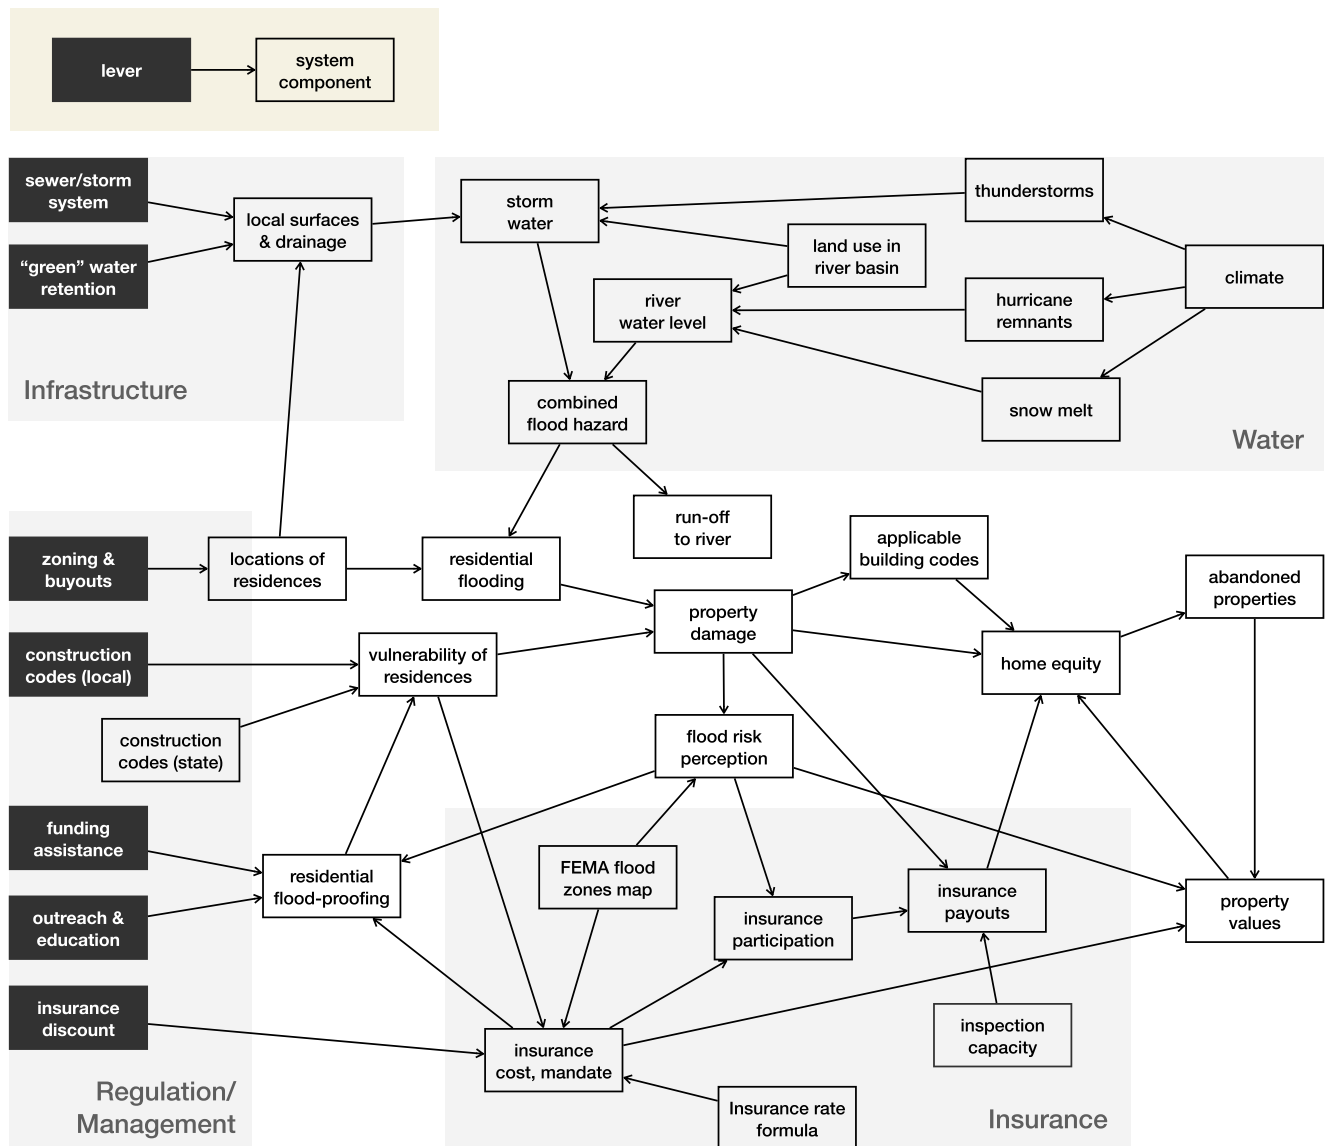 lever
system
component
sewer/storm
system
“green” water
retention
local surfaces
& drainage
Infrastructure
storm
water
thunderstorms
land use in
river basin
climate
river
water level
hurricane
remnants
snow melt
combined
flood hazard
Water
run-off
to river
zoning &
buyouts
locations of
residences
residential
flooding
applicable
building codes
abandoned
properties
property
damage
construction
codes (local)
vulnerability of
residences
home equity
construction
codes (state)
flood risk
perception
funding
assistance
residential
flood-proofing
FEMA flood
zones map
insurance
payouts
property
values
outreach &
education
insurance
participation
insurance
discount
inspection
capacity
insurance
cost, mandate
Regulation/
Management
Insurance rate
formula
Insurance